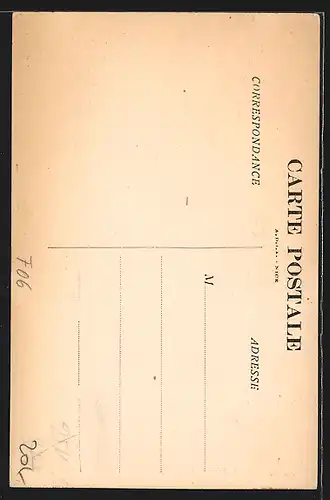 CARTE POSTALE
CORRESPONDANCE
ADRESSE
M
F06
20,-